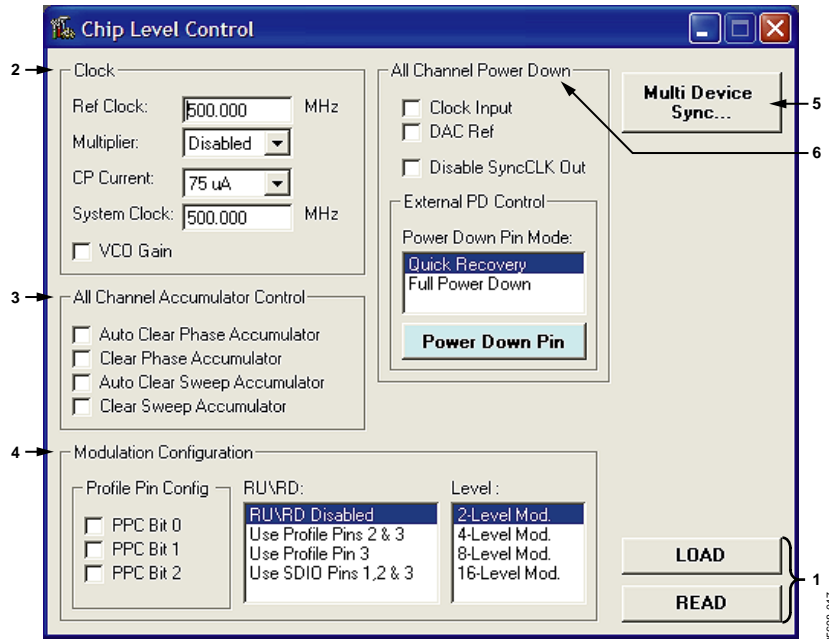 Chip Level Control
2
Clock
Ref Clock: 500.000 MHz
Multiplier: Disabled
CP Current: 75 uA
System Clock: 500.000 MHz
VCO Gain
3
All Channel Accumulator Control
Auto Clear Phase Accumulator
Clear Phase Accumulator
Auto Clear Sweep Accumulator
Clear Sweep Accumulator
All Channel Power Down
Clock Input
DAC Ref
Disable SyncCLK Out
External PD Control
Power Down Pin Mode:
Quick Recovery
Full Power Down
Power Down Pin
Multi Device
Sync...
5
6
4
Modulation Configuration
Profile Pin Config
PPC Bit 0
PPC Bit 1
PPC Bit 2
RU\RD:
RU\RD Disabled
Use Profile Pins 2 & 3
Use Profile Pin 3
Use SDIO Pins 1,2 & 3
Level :
2-Level Mod.
4-Level Mod.
8-Level Mod.
16-Level Mod.
LOAD
READ
1